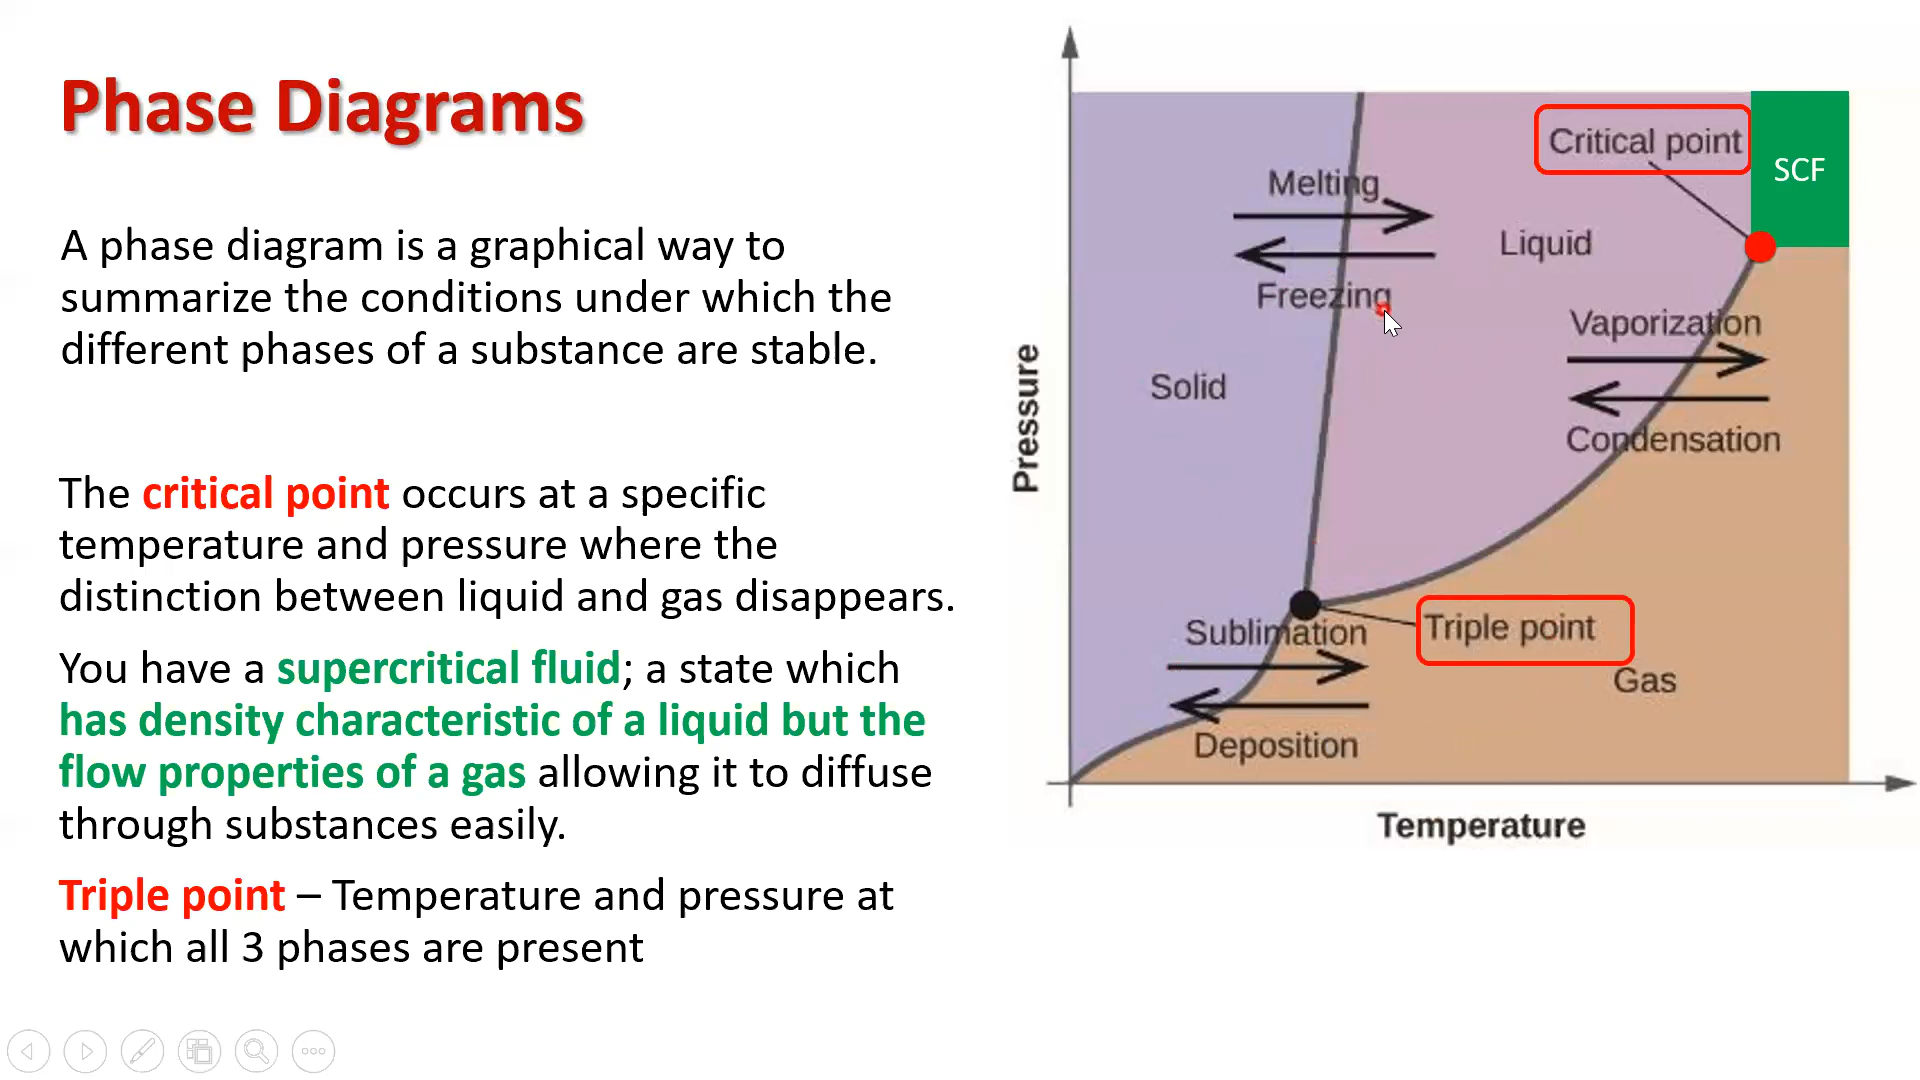 Phase Diagrams
A phase diagram is a graphical way to
summarize the conditions under which the
different phases of a substance are stable.
The critical point occurs at a specific
temperature and pressure where the
distinction between liquid and gas disappears.
You have a supercritical fluid; a state which
has density characteristic of a liquid but the
flow properties of a gas allowing it to diffuse
through substances easily.
Triple point – Temperature and pressure at
which all 3 phases are present
Critical point
SCF
Melting
Liquid
Freezing
Vaporization
Solid
Condensation
Pressure
Sublimation
Triple point
Gas
Deposition
Temperature